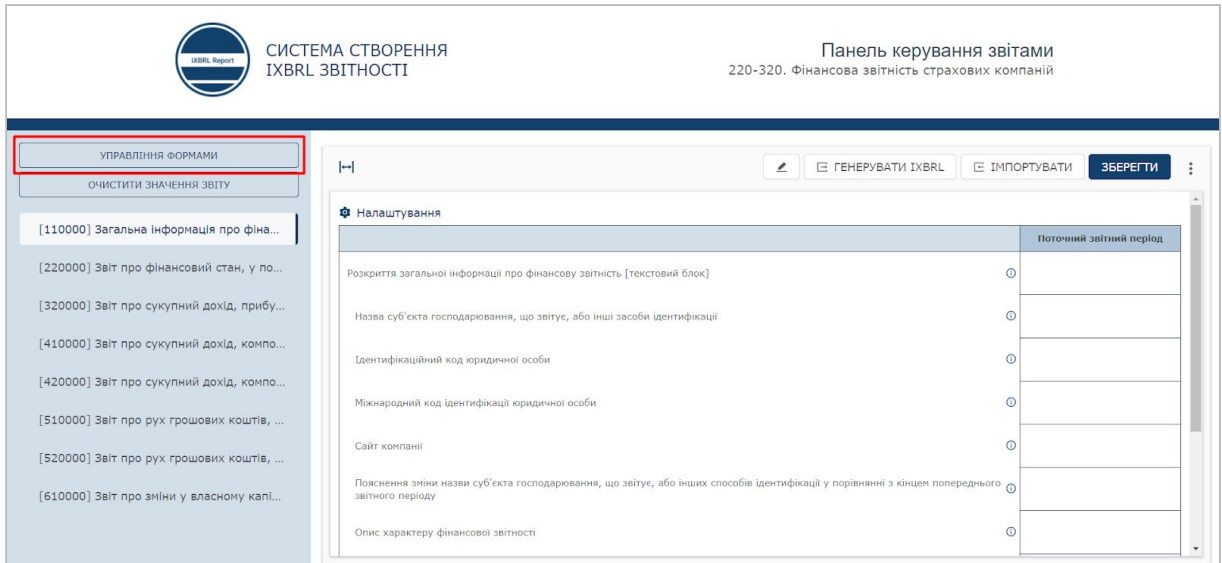 iXBRL Report
СИСТЕМА СТВОРЕННЯ
IXBRL ЗВІТНОСТІ
Панель керування звітами
220-320. Фінансова звітність страхових компаній
УПРАВЛІННЯ ФОРМАМИ
ОЧИСТИТИ ЗНАЧЕННЯ ЗВІТУ
[110000] Загальна інформація про фіна...
[220000] Звіт про фінансовий стан, у по...
[320000] Звіт про сукупний дохід, прибу...
[410000] Звіт про сукупний дохід, компо...
[420000] Звіт про сукупний дохід, компо...
[510000] Звіт про рух грошових коштів, ...
[520000] Звіт про рух грошових коштів, ...
[610000] Звіт про зміни у власному капі...
ГЕНЕРУВАТИ IXBRL
ІМПОРТУВАТИ
ЗБЕРЕГТИ
Налаштування
Поточний звітний період
Розкриття загальної інформації про фінансову звітність [текстовий блок]
Назва суб'єкта господарювання, що звітує, або інші засоби ідентифікації
Ідентифікаційний код юридичної особи
Міжнародний код ідентифікації юридичної особи
Сайт компанії
Пояснення зміни назви суб'єкта господарювання, що звітує, або інших способів ідентифікації у порівнянні з кінцем попереднього
звітного періоду
Опис характеру фінансової звітності